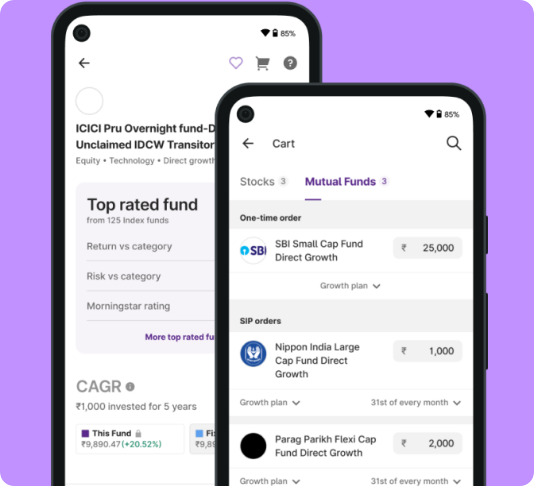 85%
ICICI Pru Overnight fund-D
Unclaimed IDCW Transitor
Equity • Technology • Direct growth
Top rated fund
from 125 Index funds
Return vs category
Risk vs category
Morningstar rating
More top rated fu
CAGR
₹1,000 invested for 5 years
This Fund
₹9,890.47(+20.52%)
85%
Cart
Stocks 3
Mutual Funds 3
One-time order
SBI
SBI Small Cap Fund
Direct Growth
₹ 25,000
Growth plan
SIP orders
Nippon India Large
Cap Fund Direct
Growth
₹ 1,000
Growth plan
31st of every month
Parag Parikh Flexi Cap
Fund Direct Growth
₹ 2,000
Growth plan
31st of every month